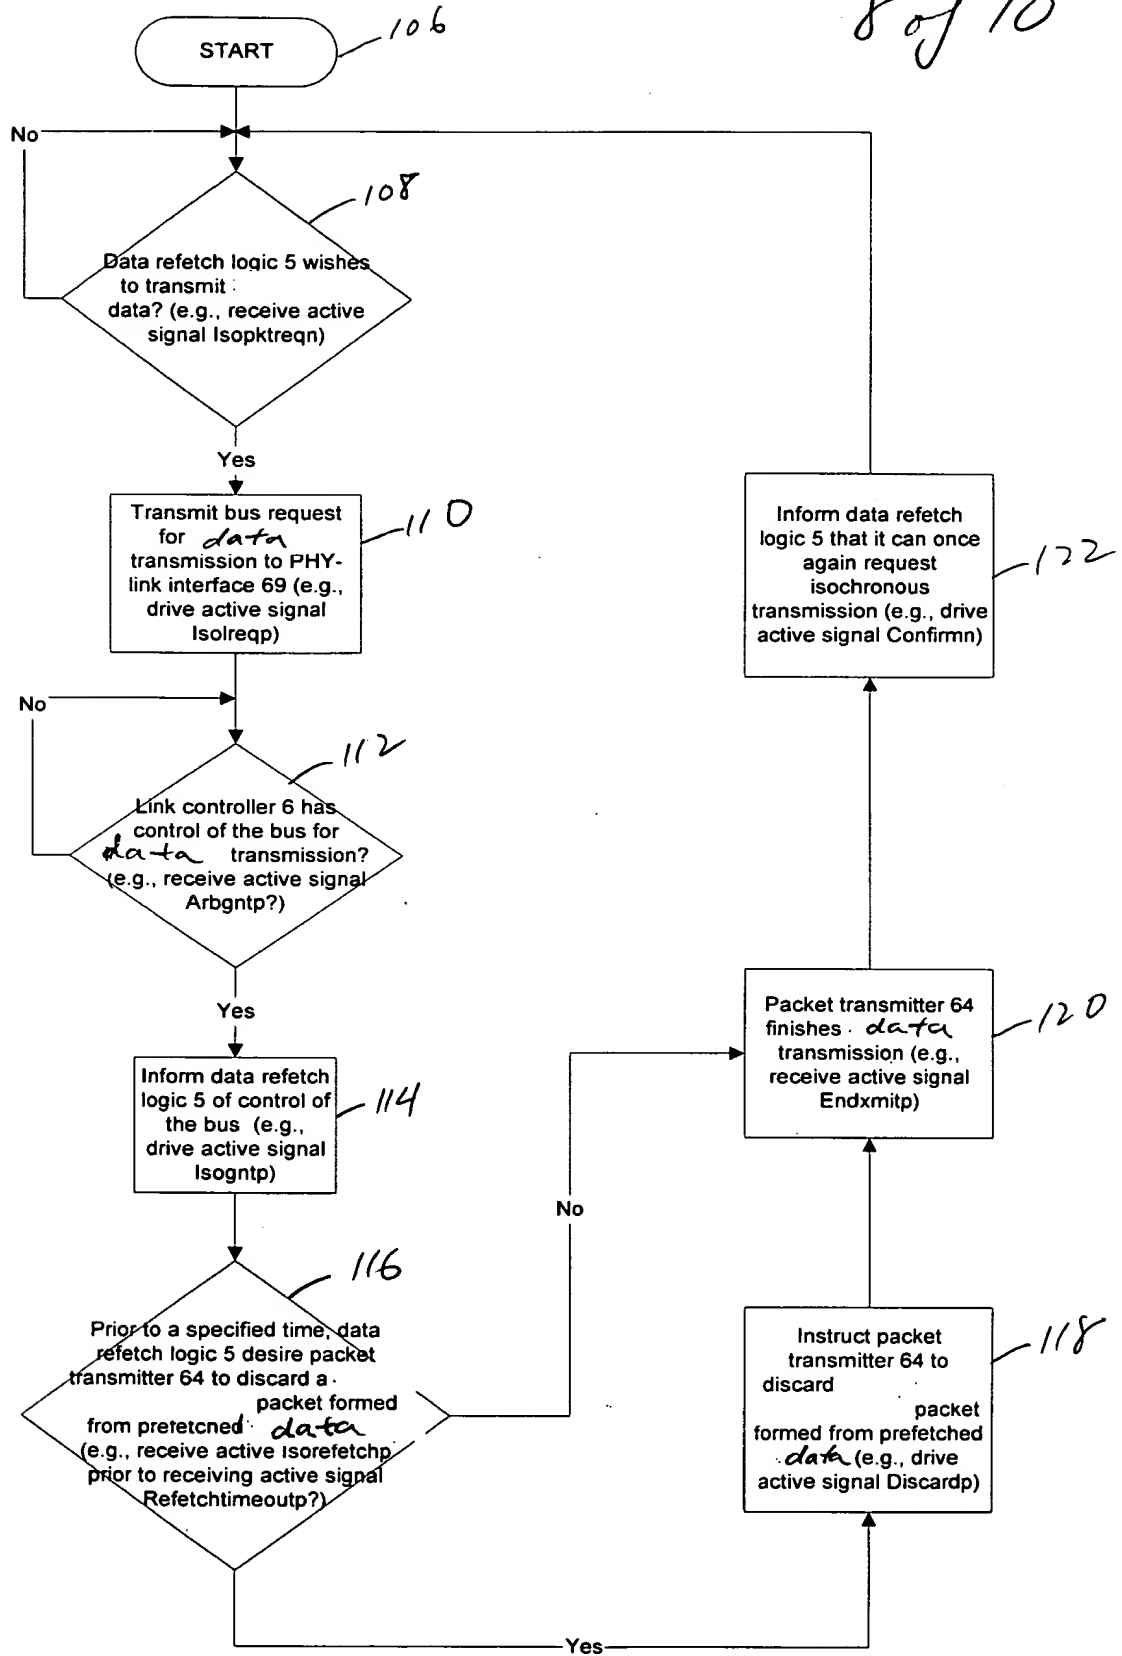 8 of 10
START
106
No
108
Data refetch logic 5 wishes
to transmit
data? (e.g., receive active
signal Isopktreqn)
Yes
Transmit bus request
for data
transmission to PHY-
link interface 69 (e.g.,
drive active signal
Isolreqp)
110
No
112
Link controller 6 has
control of the bus for
data transmission?
(e.g., receive active signal
Arbgntp?)
Yes
Inform data refetch
logic 5 of control of
the bus (e.g.,
drive active signal
Isogntp)
114
116
Prior to a specified time, data
refetch logic 5 desire packet
transmitter 64 to discard a
packet formed
from prefetched data
(e.g., receive active Isorefetchp
prior to receiving active signal
Refetchtimeoutp?)
No
Yes
Instruct packet
transmitter 64 to
discard
packet
formed from prefetched
data (e.g., drive
active signal Discardp)
118
Packet transmitter 64
finishes data
transmission (e.g.,
receive active signal
Endxmitp)
120
Inform data refetch
logic 5 that it can once
again request
isochronous
transmission (e.g., drive
active signal Confirmn)
122